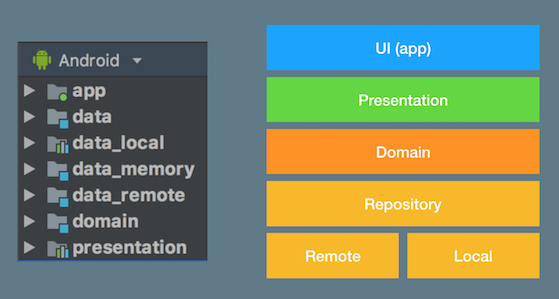 Android
app
data
data_local
data_memory
data_remote
domain
presentation
UI (app)
Presentation
Domain
Repository
Remote
Local